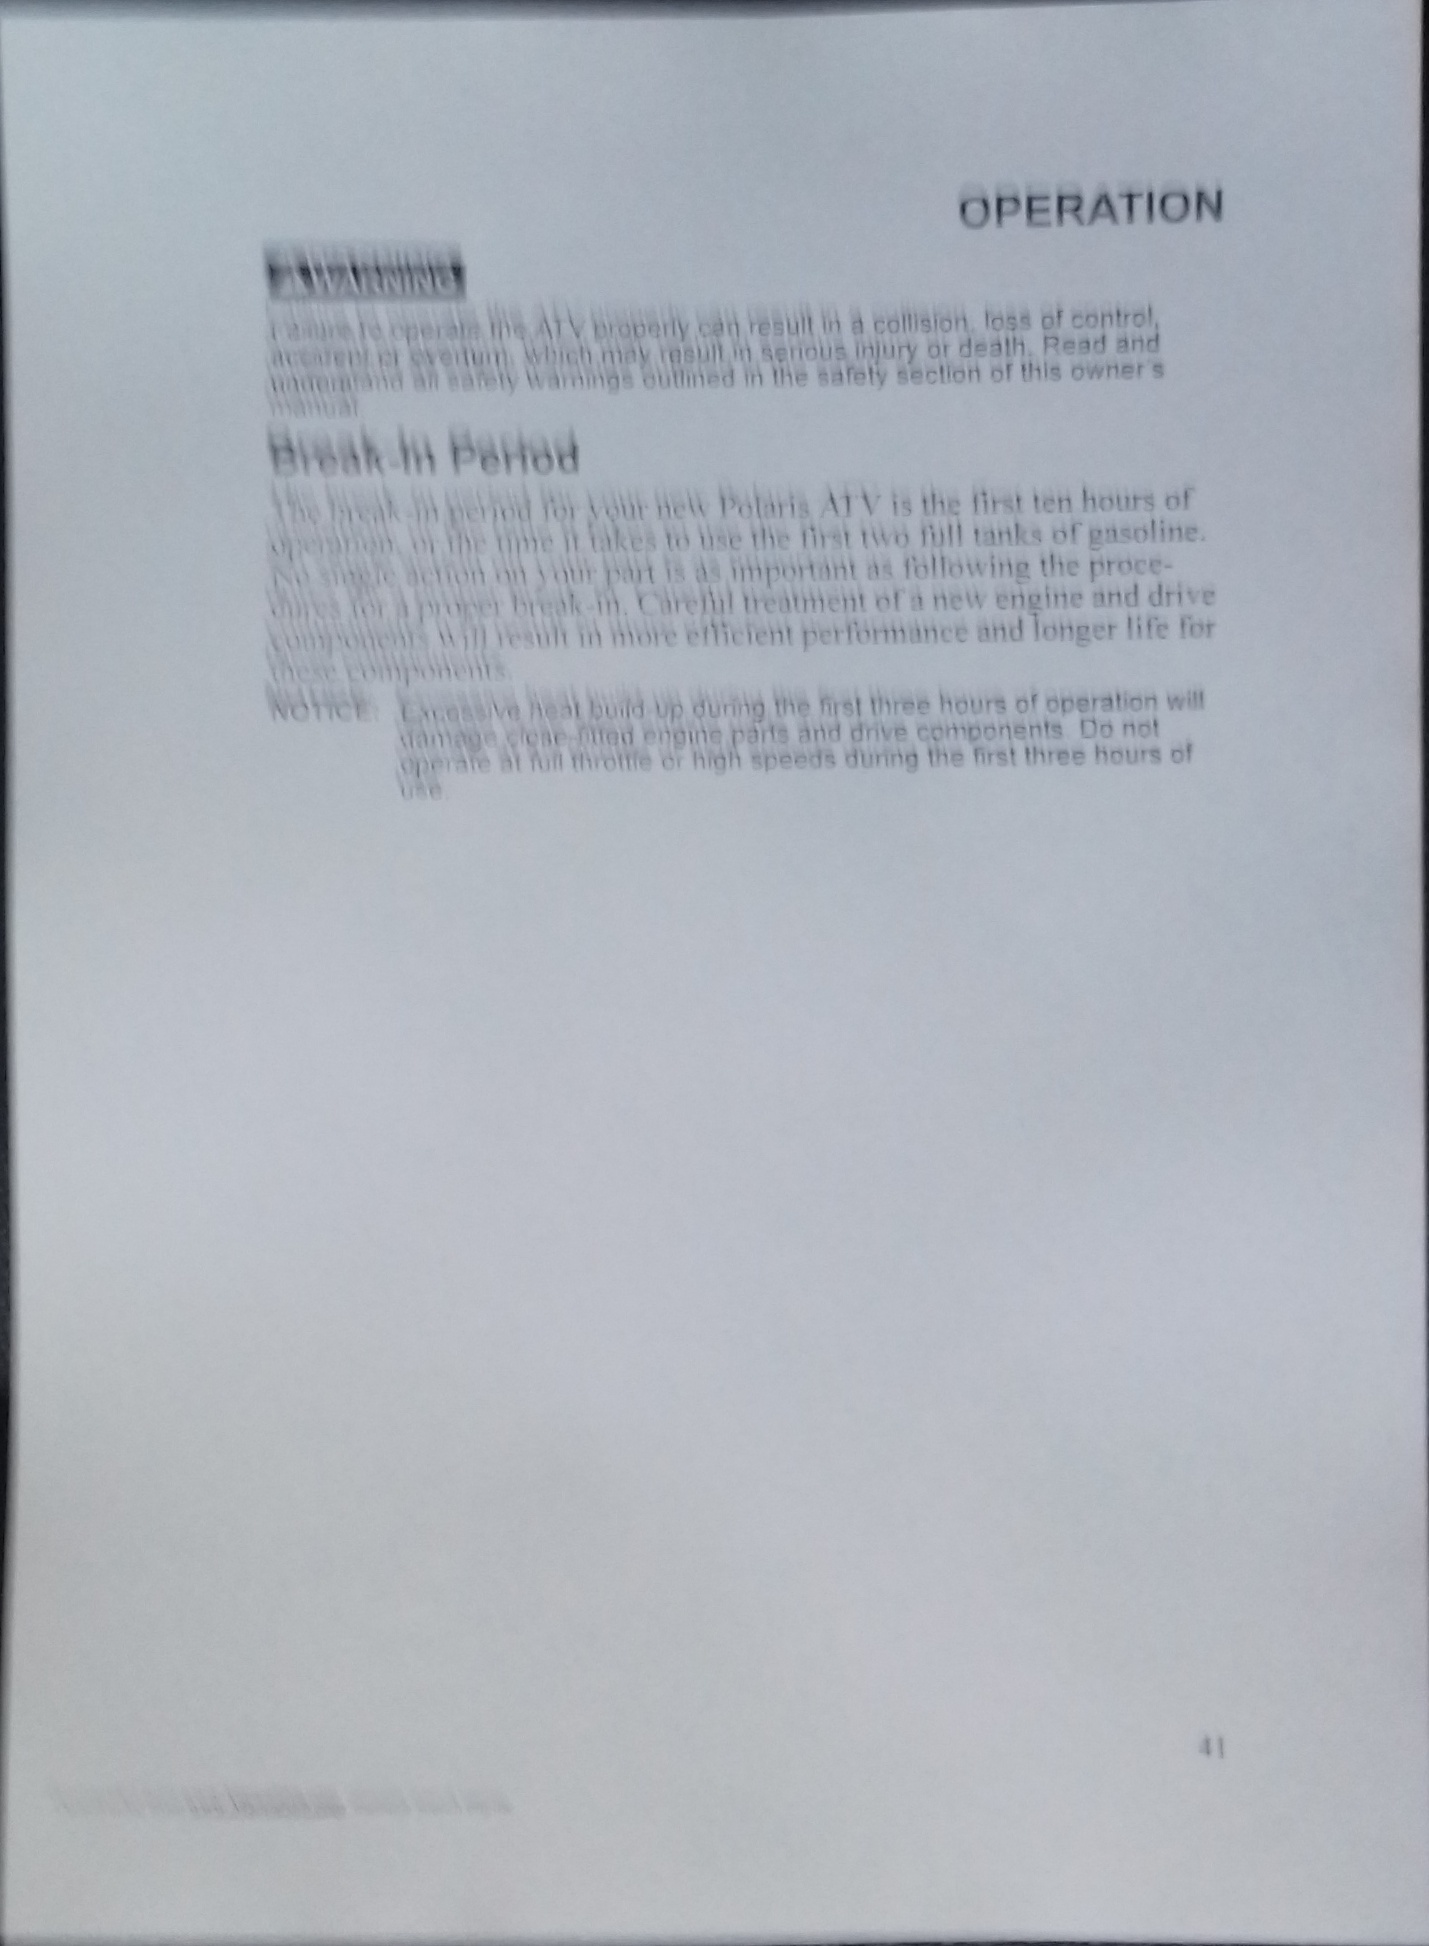 OPERATION
WARNING
Failure to operate the ATV properly can result in a collision, loss of control,
accident or overturn, which may result in serious injury or death. Read and
understand all safety warnings outlined in the safety section of this owner's
manual.
Break-In Period
The break-in period for your new Polaris ATV is the first ten hours of
operation, or the time it takes to use the first two full tanks of gasoline.
No single action on your part is as important as following the proce-
dures for a proper break-in. Careful treatment of a new engine and drive
components will result in more efficient performance and longer life for
these components.
NOTICE: Excessive heat build-up during the first three hours of operation will
damage close-fitted engine parts and drive components. Do not
operate at full throttle or high speeds during the first three hours of
use.
41